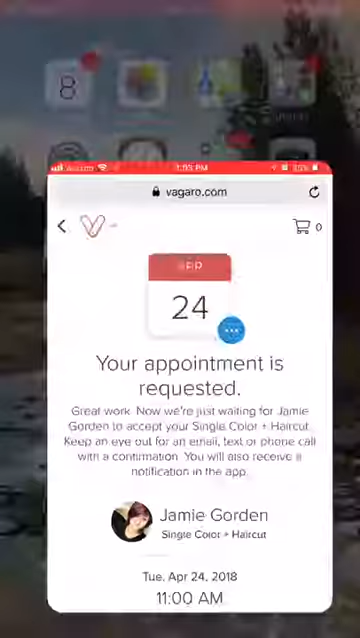 8
1:05 PM
vagaro.com
0
APR
24
Your appointment is
requested.
Great work. Now we're just waiting for Jamie
Gorden to accept your Single Color + Haircut.
Keep an eye out for an email, text or phone call
with a confirmation. You will also receive a
notification in the app.
Jamie Gorden
Single Color + Haircut
Tue, Apr 24, 2018
11:00 AM